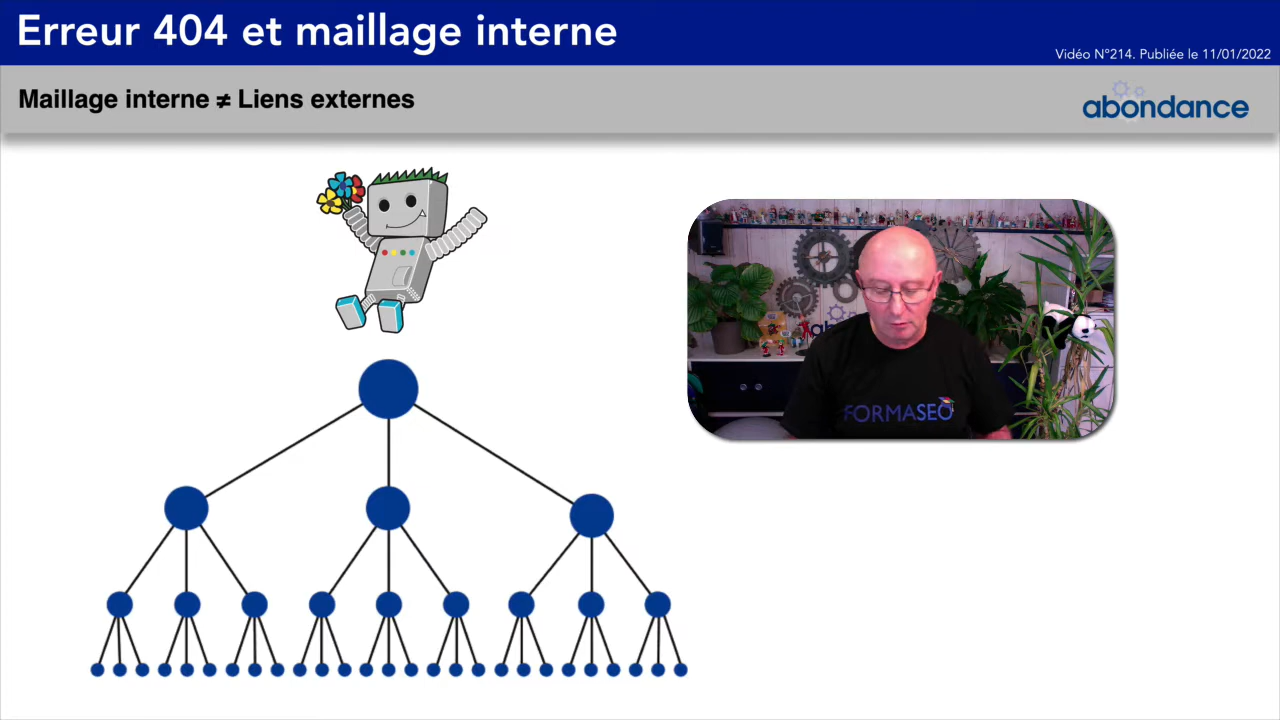 Erreur 404 et maillage interne
Vidéo N°214. Publiée le 11/01/2022
Maillage interne ≠ Liens externes
abondance
FORMASEO